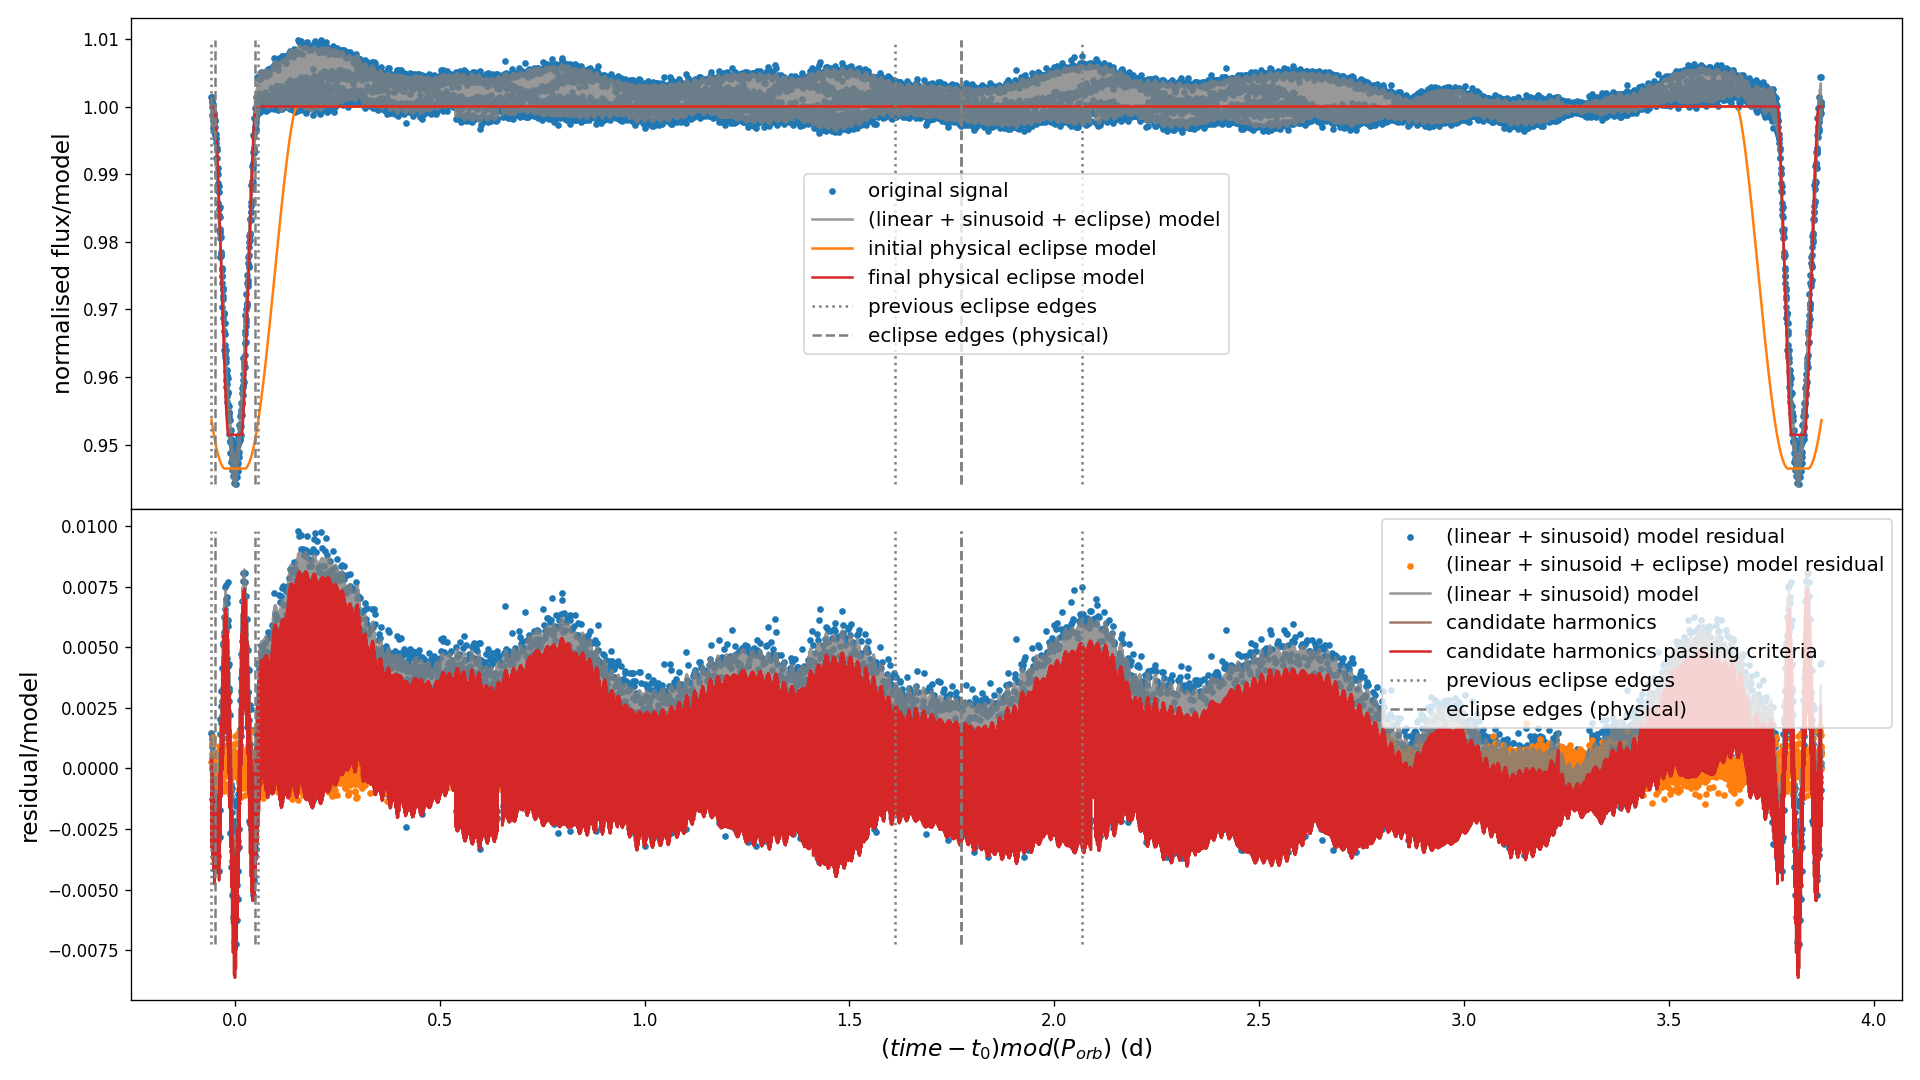 1.01
1.00
0.99
0.98
0.97
0.96
0.95
normalised flux/model
original signal
(linear + sinusoid + eclipse) model
initial physical eclipse model
final physical eclipse model
previous eclipse edges
eclipse edges (physical)
0.0100
0.0075
0.0050
0.0025
0.0000
−0.0025
−0.0050
−0.0075
residual/model
(linear + sinusoid) model residual
(linear + sinusoid + eclipse) model residual
(linear + sinusoid) model
candidate harmonics
candidate harmonics passing criteria
previous eclipse edges
eclipse edges (physical)
0.0 0.5 1.0 1.5 2.0 2.5 3.0 3.5 4.0
(time − t₀)mod(Pₒᵣb) (d)